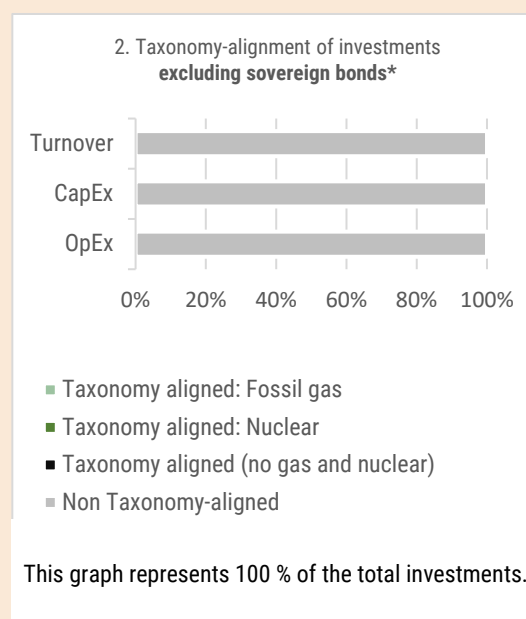 2. Taxonomy-alignment of investments
excluding sovereign bonds*
Turnover
CapEx
OpEx
0% 20% 40% 60% 80% 100%
Taxonomy aligned: Fossil gas
Taxonomy aligned: Nuclear
Taxonomy aligned (no gas and nuclear)
Non Taxonomy-aligned
This graph represents 100 % of the total investments.